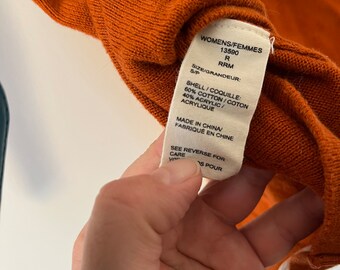 WOMENS/FEMMES
13590
R
RRM
SIZE/GRANDEUR:
S/P
SHELL / COQUILLE:
60% COTTON / COTON
40% ACRYLIC /
ACRYLIQUE
MADE IN CHINA/
FABRIQUÉ EN CHINE
SEE REVERSE FOR
CARE
POUR